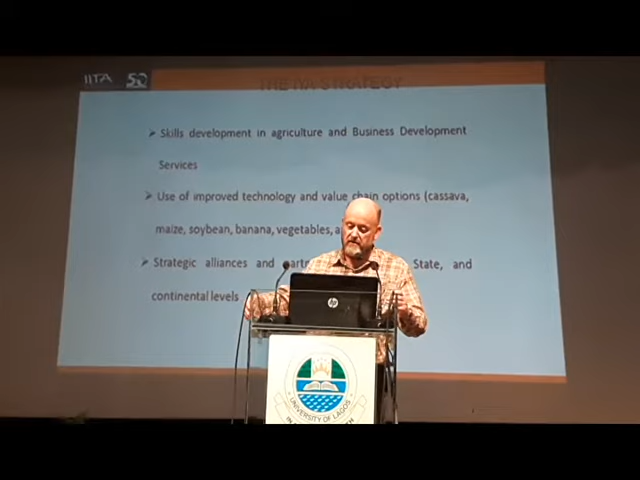 IITA 50
THE IYA STRATEGY
➤ Skills development in agriculture and Business Development
Services
➤ Use of improved technology and value chain options (cassava,
maize, soybean, banana, vegetables,
➤ Strategic alliances and State, and
continental levels
hp
UNIVERSITY OF LAGOS